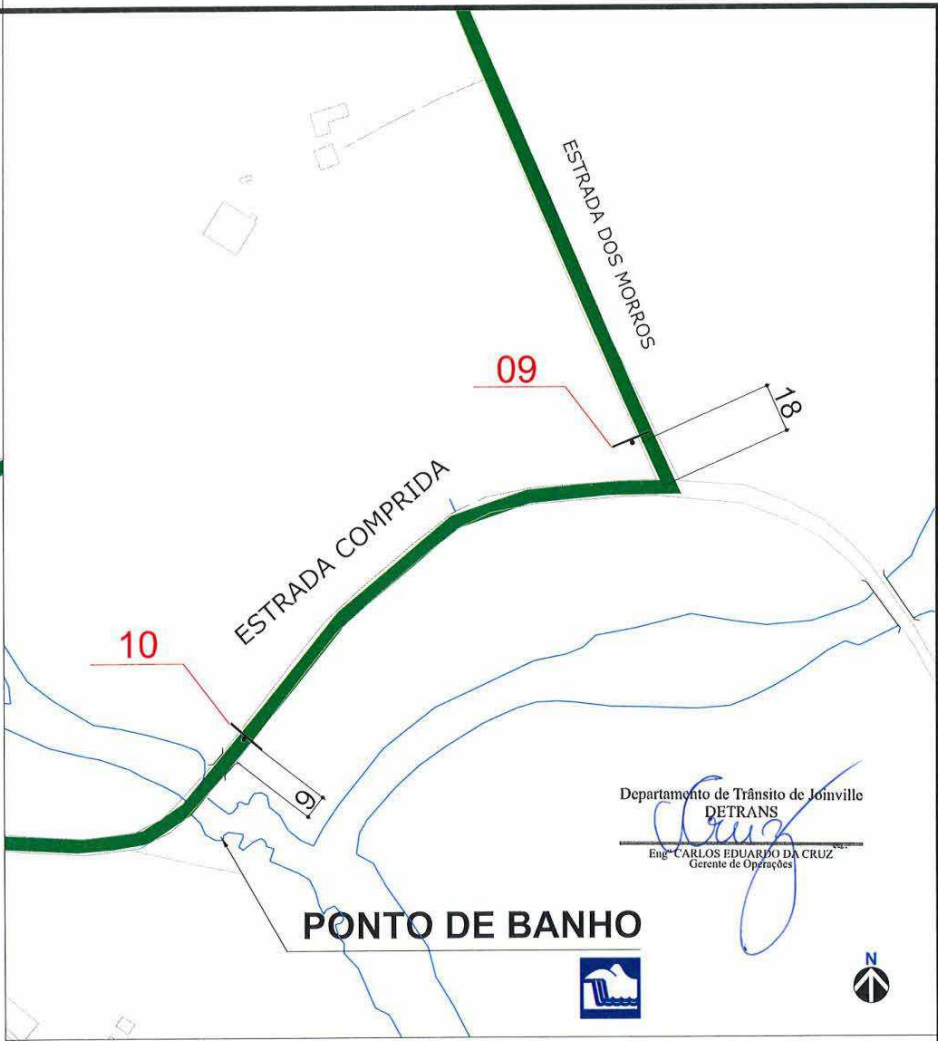 ESTRADA DOS MORROS
09
18
ESTRADA COMPRIDA
10
9
Departamento de Trânsito de Joinville
DETRANS
Cruz
Engº CARLOS EDUARDO DA CRUZ
Gerente de Operações
PONTO DE BANHO
N